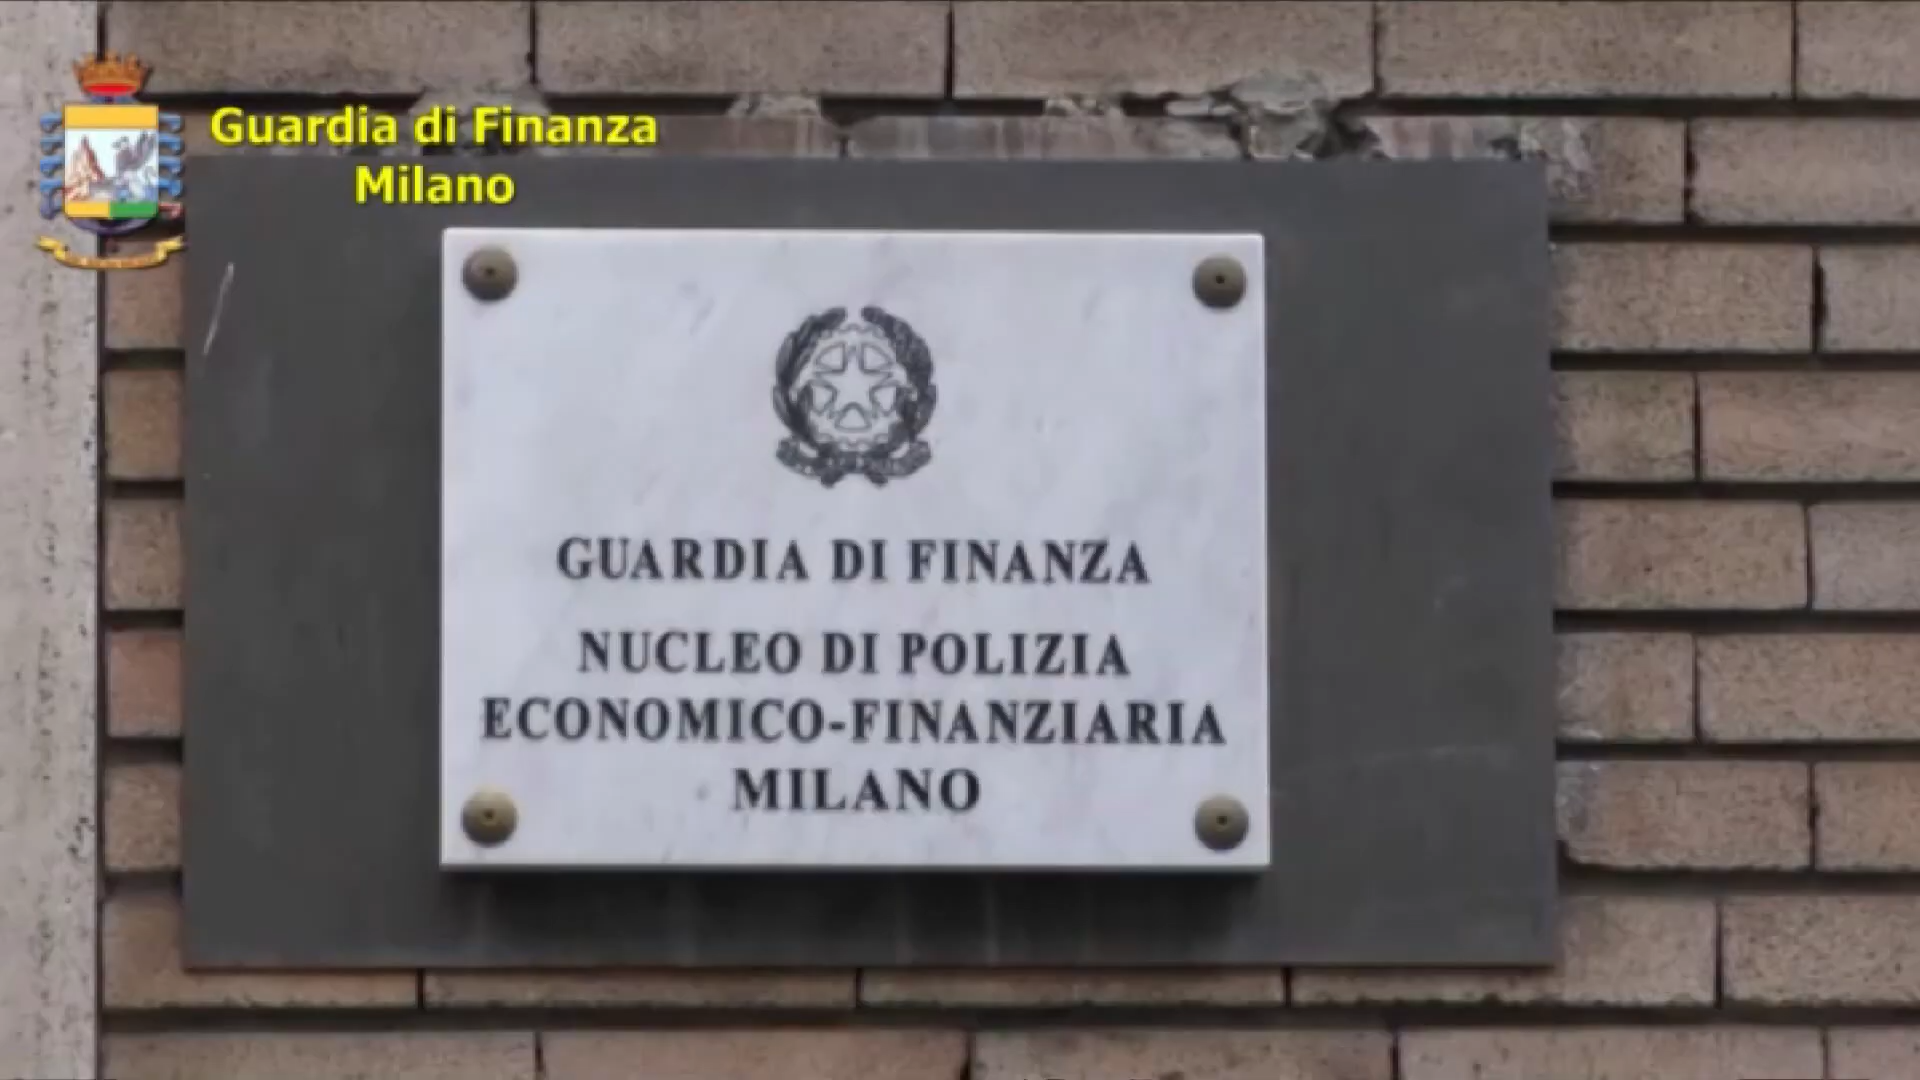 Guardia di Finanza
Milano
GUARDIA DI FINANZA
NUCLEO DI POLIZIA
ECONOMICO-FINANZIARIA
MILANO